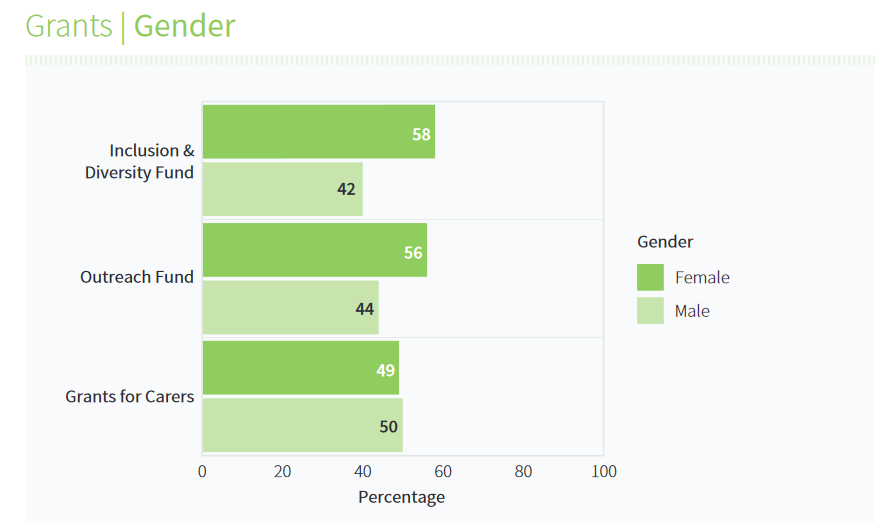 Grants | Gender
Inclusion &
Diversity Fund
58
42
Outreach Fund
56
44
Grants for Carers
49
50
Gender
Female
Male
0 20 40 60 80 100
Percentage